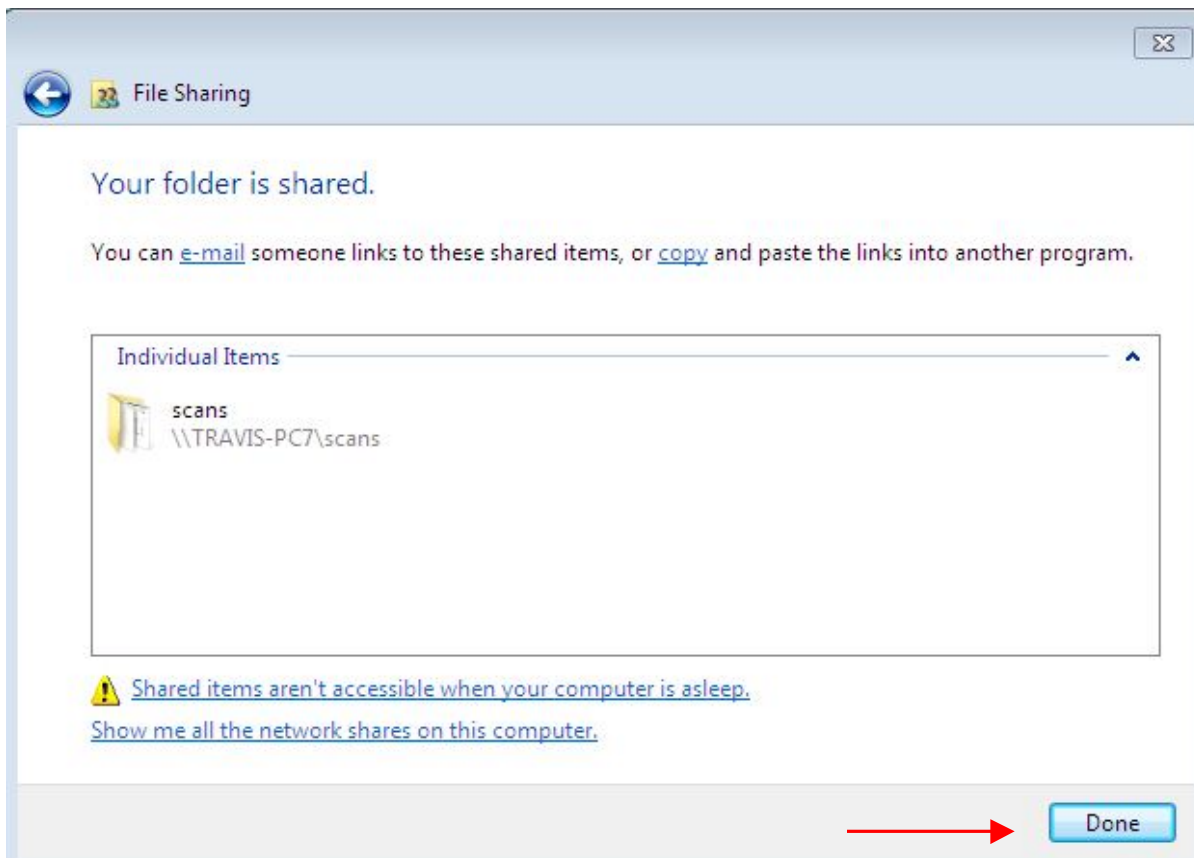 File Sharing
Your folder is shared.
You can e-mail someone links to these shared items, or copy and paste the links into another program.
Individual Items
scans
\\TRAVIS-PC7\scans
Shared items aren't accessible when your computer is asleep.
Show me all the network shares on this computer.
Done